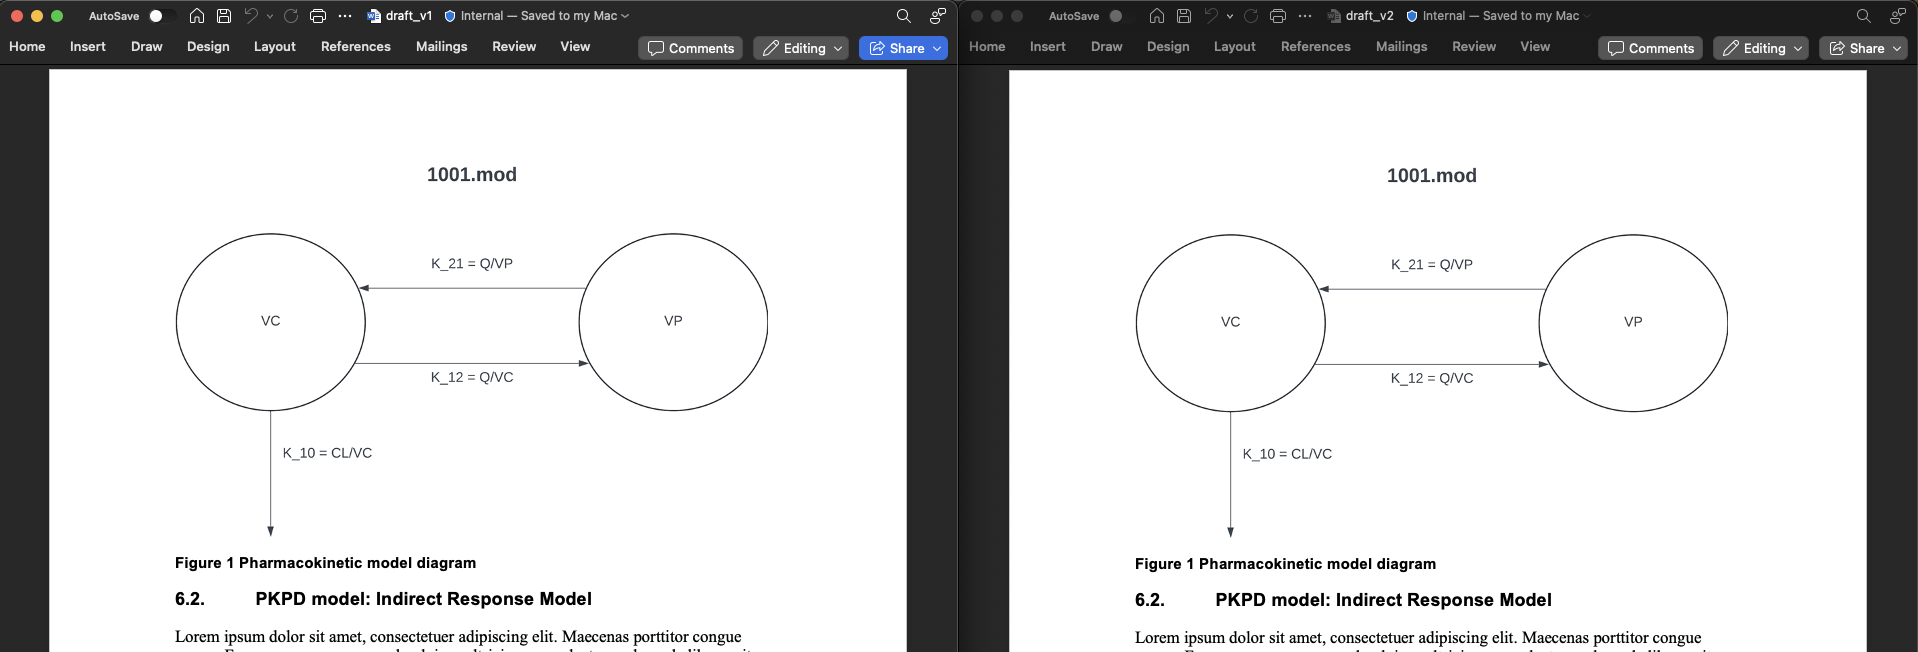 AutoSave draft_v1 Internal — Saved to my Mac
Home Insert Draw Design Layout References Mailings Review View Comments Editing Share
1001.mod
K_21 = Q/VP
VC
VP
K_12 = Q/VC
K_10 = CL/VC
Figure 1 Pharmacokinetic model diagram
6.2. PKPD model: Indirect Response Model
Lorem ipsum dolor sit amet, consectetuer adipiscing elit. Maecenas porttitor congue
AutoSave draft_v2 Internal — Saved to my Mac
Home Insert Draw Design Layout References Mailings Review View Comments Editing Share
1001.mod
K_21 = Q/VP
VC
VP
K_12 = Q/VC
K_10 = CL/VC
Figure 1 Pharmacokinetic model diagram
6.2. PKPD model: Indirect Response Model
Lorem ipsum dolor sit amet, consectetuer adipiscing elit. Maecenas porttitor congue